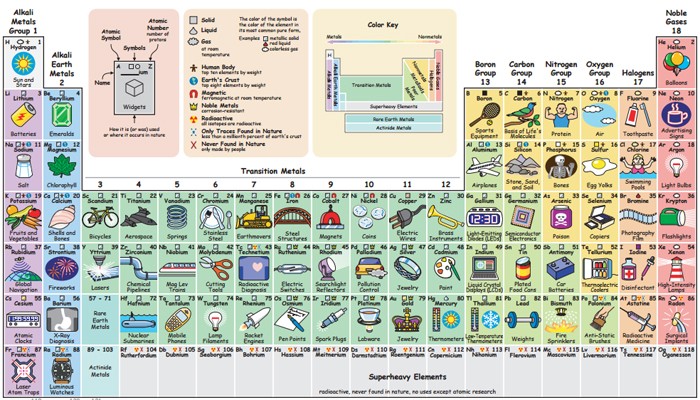 Alkali
Metals
Group 1
Alkali
Earth
Metals
2
Atomic
Symbol
Symbols
Atomic
Number
number of
protons
Name
Widgets
How it is (or was) used
or where it occurs in nature
Solid
Liquid
Gas
at room
temperature
The color of the symbol is
the color of the element in
its most common pure form.
Examples
metallic solid
red liquid
colorless gas
Human Body
top ten elements by weight
Earth's Crust
top eight elements by weight
Magnetic
ferromagnetic at room temperature
Noble Metals
corrosion-resistant
Radioactive
all isotopes are radioactive
Only Traces Found in Nature
less than a millionth percent of earth's crust
Never Found in Nature
only made by people
Color Key
Metals
Nonmetals
Alkali Metals
Alkali Earth Metals
Transition Metals
Halogens
Noble Gases
Superheavy Elements
Rare Earth Metals
Actinide Metals
Boron
Group
13
Carbon
Group
14
Nitrogen
Group
15
Oxygen
Group
16
Halogens
17
Noble
Gases
18
H 1
Hydrogen
Sun and
Stars
He 2
Helium
Balloons
Li 3
Lithium
Batteries
Be 4
Beryllium
Emeralds
B 5
Boron
Sports
Equipment
C 6
Carbon
Basis of Life's
Molecules
N 7
Nitrogen
Protein
O 8
Oxygen
Air
F 9
Fluorine
Toothpaste
Ne 10
Neon
Advertising
Signs
Na 11
Sodium
Salt
Mg 12
Magnesium
Chlorophyll
Transition Metals
3 4 5 6 7 8 9 10 11 12
Al 13
Aluminum
Airplanes
Si 14
Silicon
Stone, Sand,
and Soil
P 15
Phosphorus
Bones
S 16
Sulfur
Egg Yolks
Cl 17
Chlorine
Swimming
Pools
Ar 18
Argon
Light Bulbs
K 19
Potassium
Fruits and
Vegetables
Ca 20
Calcium
Shells and
Bones
Sc 21
Scandium
Bicycles
Ti 22
Titanium
Aerospace
V 23
Vanadium
Springs
Cr 24
Chromium
Stainless
Steel
Mn 25
Manganese
Earthmovers
Fe 26
Iron
Steel
Structures
Co 27
Cobalt
Magnets
Ni 28
Nickel
Coins
Cu 29
Copper
Electric
Wires
Zn 30
Zinc
Brass
Instruments
Ga 31
Gallium
Light-Emitting
Diodes (LEDs)
Ge 32
Germanium
Semiconductor
Electronics
As 33
Arsenic
Poison
Se 34
Selenium
Copiers
Br 35
Bromine
Photography
Film
Kr 36
Krypton
Flashlights
Rb 37
Rubidium
Global
Navigation
Sr 38
Strontium
Fireworks
Y 39
Yttrium
Lasers
Zr 40
Zirconium
Chemical
Pipelines
Nb 41
Niobium
Mag Lev Trains
Mo 42
Molybdenum
Cutting
Tools
Tc 43
Technetium
Radioactive
Diagnosis
Ru 44
Ruthenium
Electric
Switches
Rh 45
Rhodium
Searchlight
Reflectors
Pd 46
Palladium
Pollution
Control
Ag 47
Silver
Jewelry
Cd 48
Cadmium
Paint
In 49
Indium
Liquid Crystal
Displays (LCDs)
Sn 50
Tin
Plated
Food Cans
Sb 51
Antimony
Car
Batteries
Te 52
Tellurium
Thermoelectric
Coolers
I 53
Iodine
Disinfectant
Xe 54
Xenon
High-Intensity
Lamps
Cs 55
Cesium
Atomic
Clocks
Ba 56
Barium
X-Ray
Diagnosis
57 - 71
Rare
Earth
Metals
Hf 72
Hafnium
Nuclear
Submarines
Ta 73
Tantalum
Mobile
Phones
W 74
Tungsten
Lamp
Filaments
Re 75
Rhenium
Rocket
Engines
Os 76
Osmium
Pen Points
Ir 77
Iridium
Spark Plugs
Pt 78
Platinum
Labware
Au 79
Gold
Jewelry
Hg 80
Mercury
Thermometers
Tl 81
Thallium
Low-Temperature
Thermometers
Pb 82
Lead
Weights
Bi 83
Bismuth
Fire
Sprinklers
Po 84
Polonium
Anti-Static
Brushes
At 85
Astatine
Radioactive
Medicine
Rn 86
Radon
Surgical
Implants
Fr 87
Francium
Laser
Atom Traps
Ra 88
Radium
Luminous
Watches
89 - 103
Actinide
Metals
Rf 104
Rutherfordium
Db 105
Dubnium
Sg 106
Seaborgium
Bh 107
Bohrium
Hs 108
Hassium
Mt 109
Meitnerium
Ds 110
Darmstadtium
Rg 111
Roentgenium
Cn 112
Copernicium
Nh 113
Nihonium
Fl 114
Flerovium
Mc 115
Moscovium
Lv 116
Livermorium
Ts 117
Tennessine
Og 118
Oganesson
Superheavy Elements
radioactive, never found in nature, no uses except atomic research